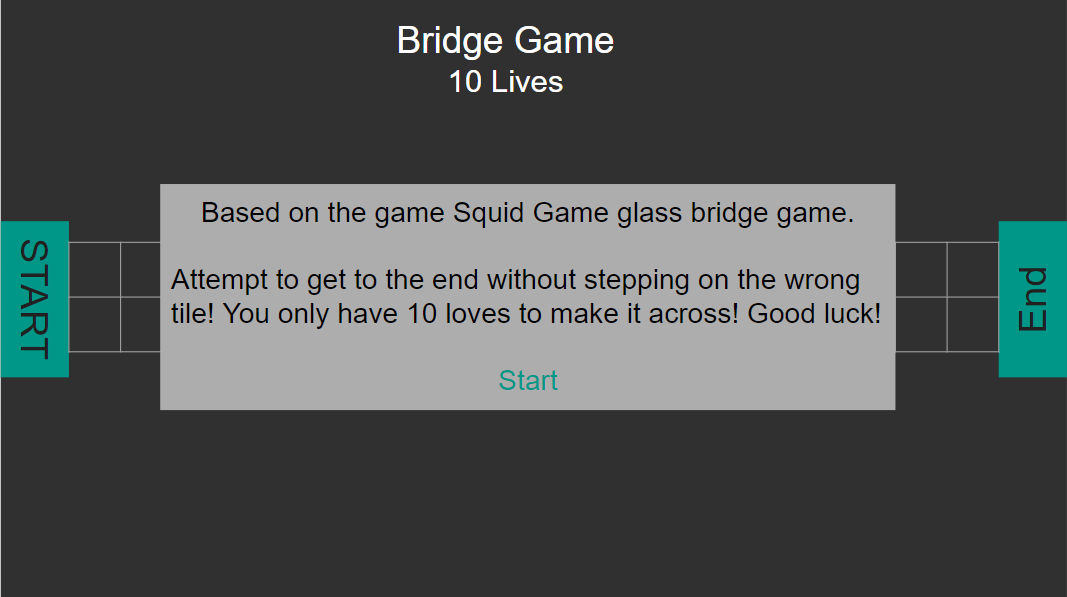 Bridge Game
10 Lives
Based on the game Squid Game glass bridge game.
START
Attempt to get to the end without stepping on the wrong
tile! You only have 10 loves to make it across! Good luck!
End
Start